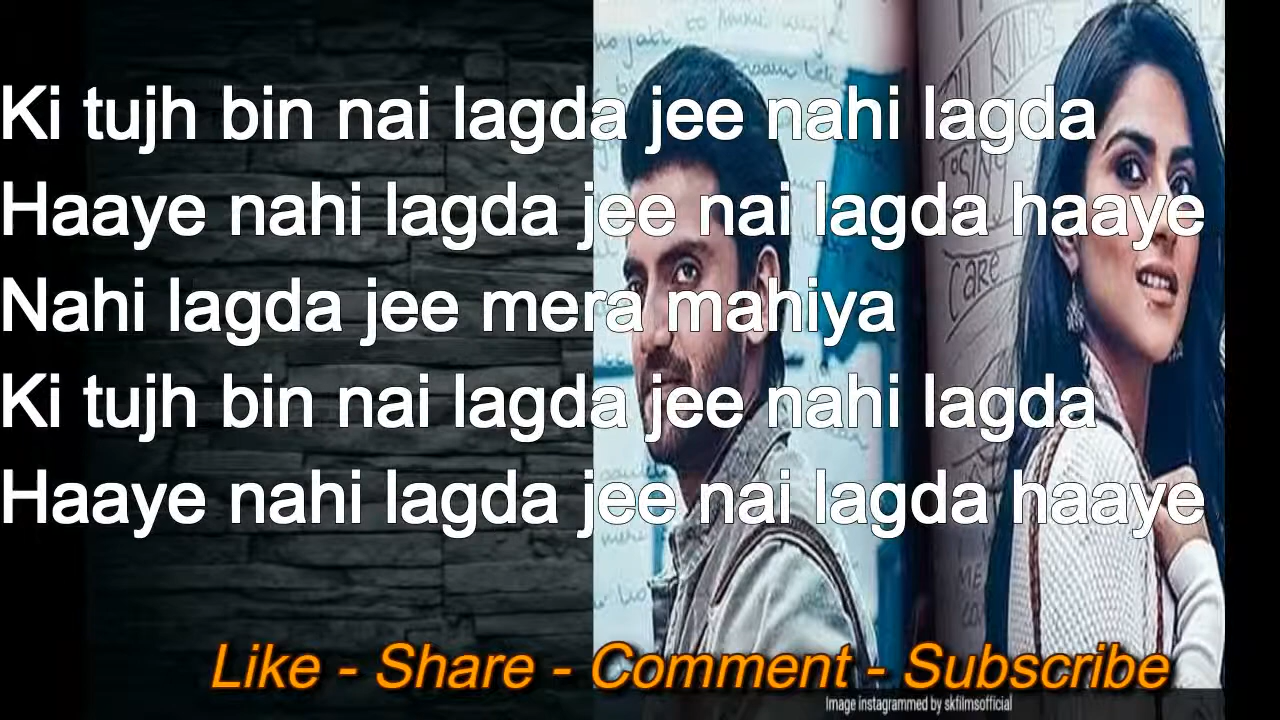 Ki tujh bin nai lagda jee nahi lagda
Haaye nahi lagda jee nai lagda haaye
Nahi lagda jee mera mahiya
Ki tujh bin nai lagda jee nahi lagda
Haaye nahi lagda jee nai lagda haaye
KINDS
CARE
Like - Share - Comment - Subscribe
Image instagrammed by skfilmsofficial